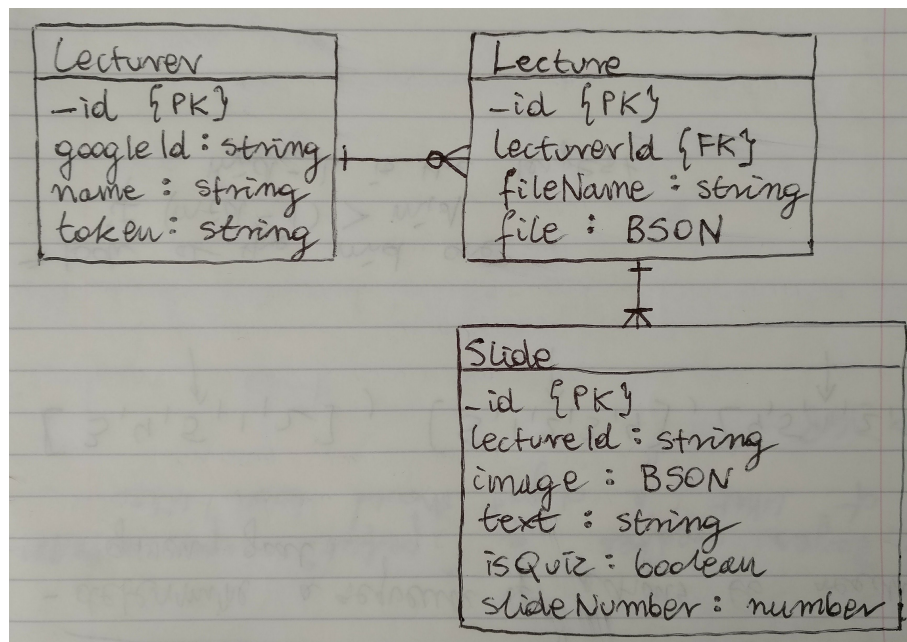 Lecturer
_id {PK}
googleId : string
name : string
token : string
Lecture
_id {PK}
lecturerId {FK}
fileName : string
file : BSON
Slide
_id {PK}
lectureId : string
image : BSON
text : string
isQuiz : boolean
slideNumber : number